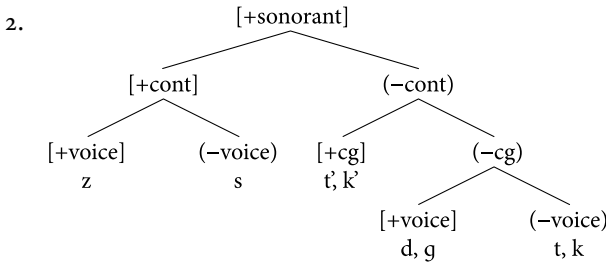 2. [+sonorant]
[+cont] (−cont)
[+voice] (−voice) [+cg] (−cg)
z s t’, k’
[+voice] (−voice)
d, ɡ t, k